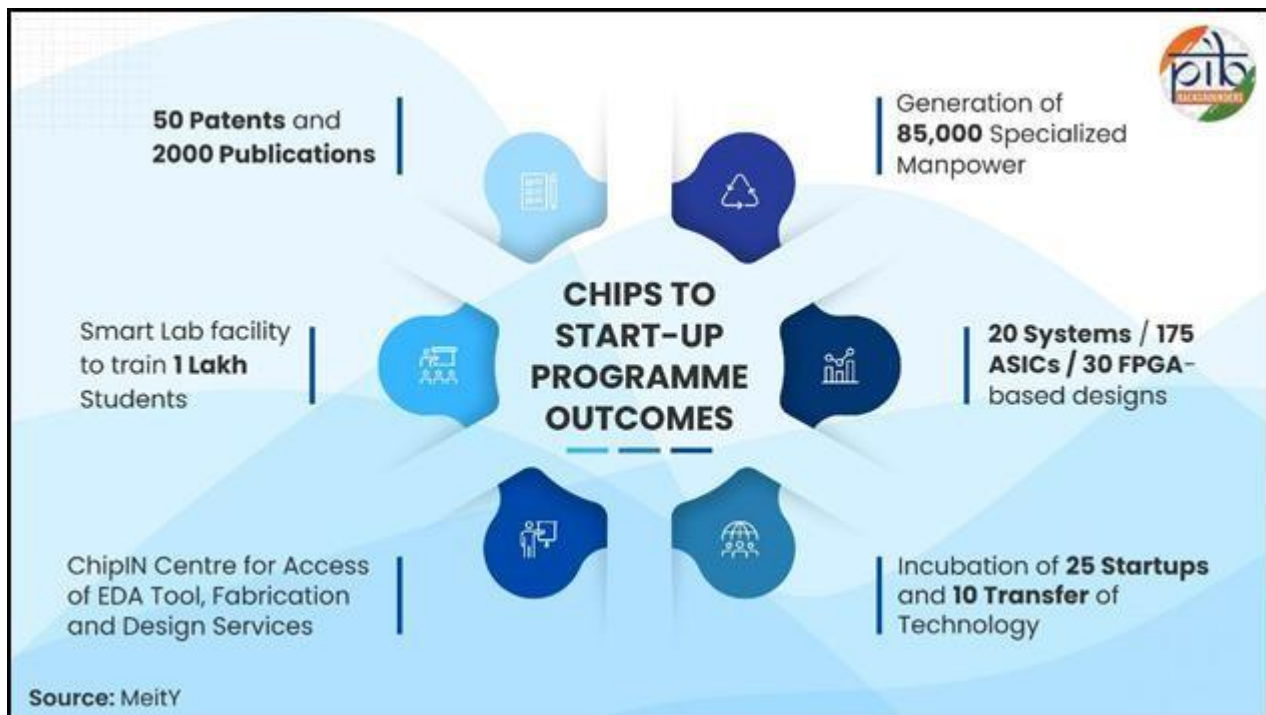 pib
BACKGROUNDERS
50 Patents and
2000 Publications
Generation of
85,000 Specialized
Manpower
CHIPS TO
START-UP
PROGRAMME
OUTCOMES
Smart Lab facility
to train 1 Lakh
Students
20 Systems / 175
ASICs / 30 FPGA-
based designs
ChipIN Centre for Access
of EDA Tool, Fabrication
and Design Services
Incubation of 25 Startups
and 10 Transfer of
Technology
Source: MeitY